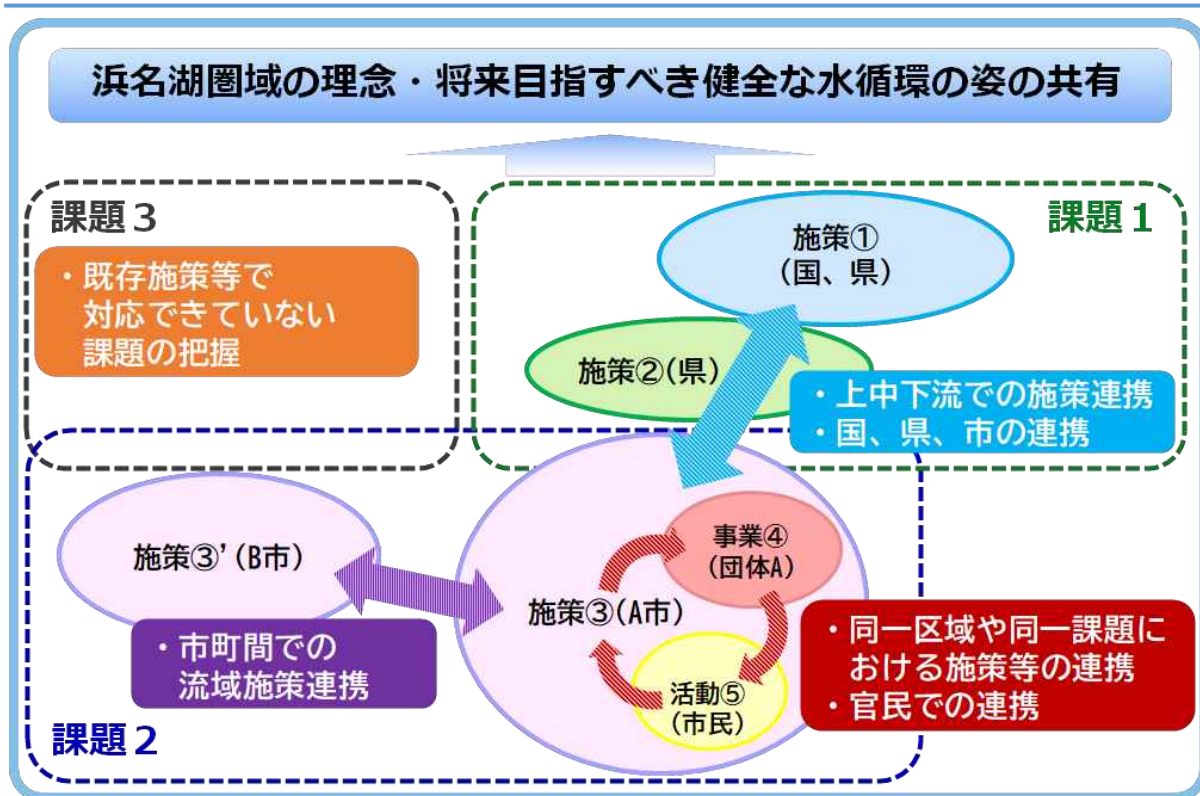 浜名湖圏域の理念・将来目指すべき健全な水循環の姿の共有
課題3
・既存施策等で
対応できていない
課題の把握
課題1
施策①
(国、県)
施策②(県)
・上中下流での施策連携
・国、県、市の連携
施策③'(B市)
・市町間での
流域施策連携
課題2
施策③(A市)
事業④
(団体A)
活動⑤
(市民)
・同一区域や同一課題に
おける施策等の連携
・官民での連携